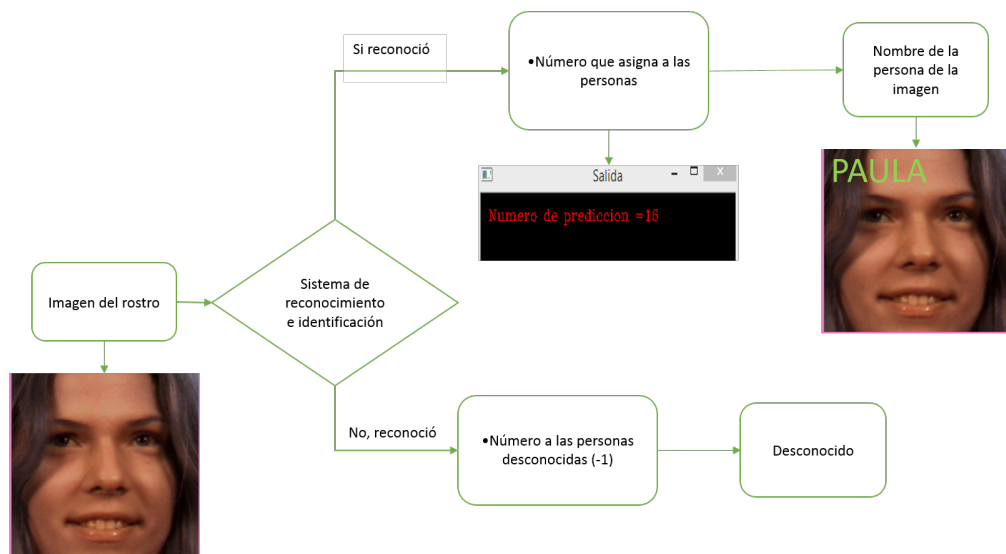 Si reconoció
•Número que asigna a las
personas
Nombre de la
persona de la
imagen
Salida
Numero de prediccion =16
PAULA
Imagen del rostro
Sistema de
reconocimiento
e identificación
No, reconoció
•Número a las personas
desconocidas (-1)
Desconocido